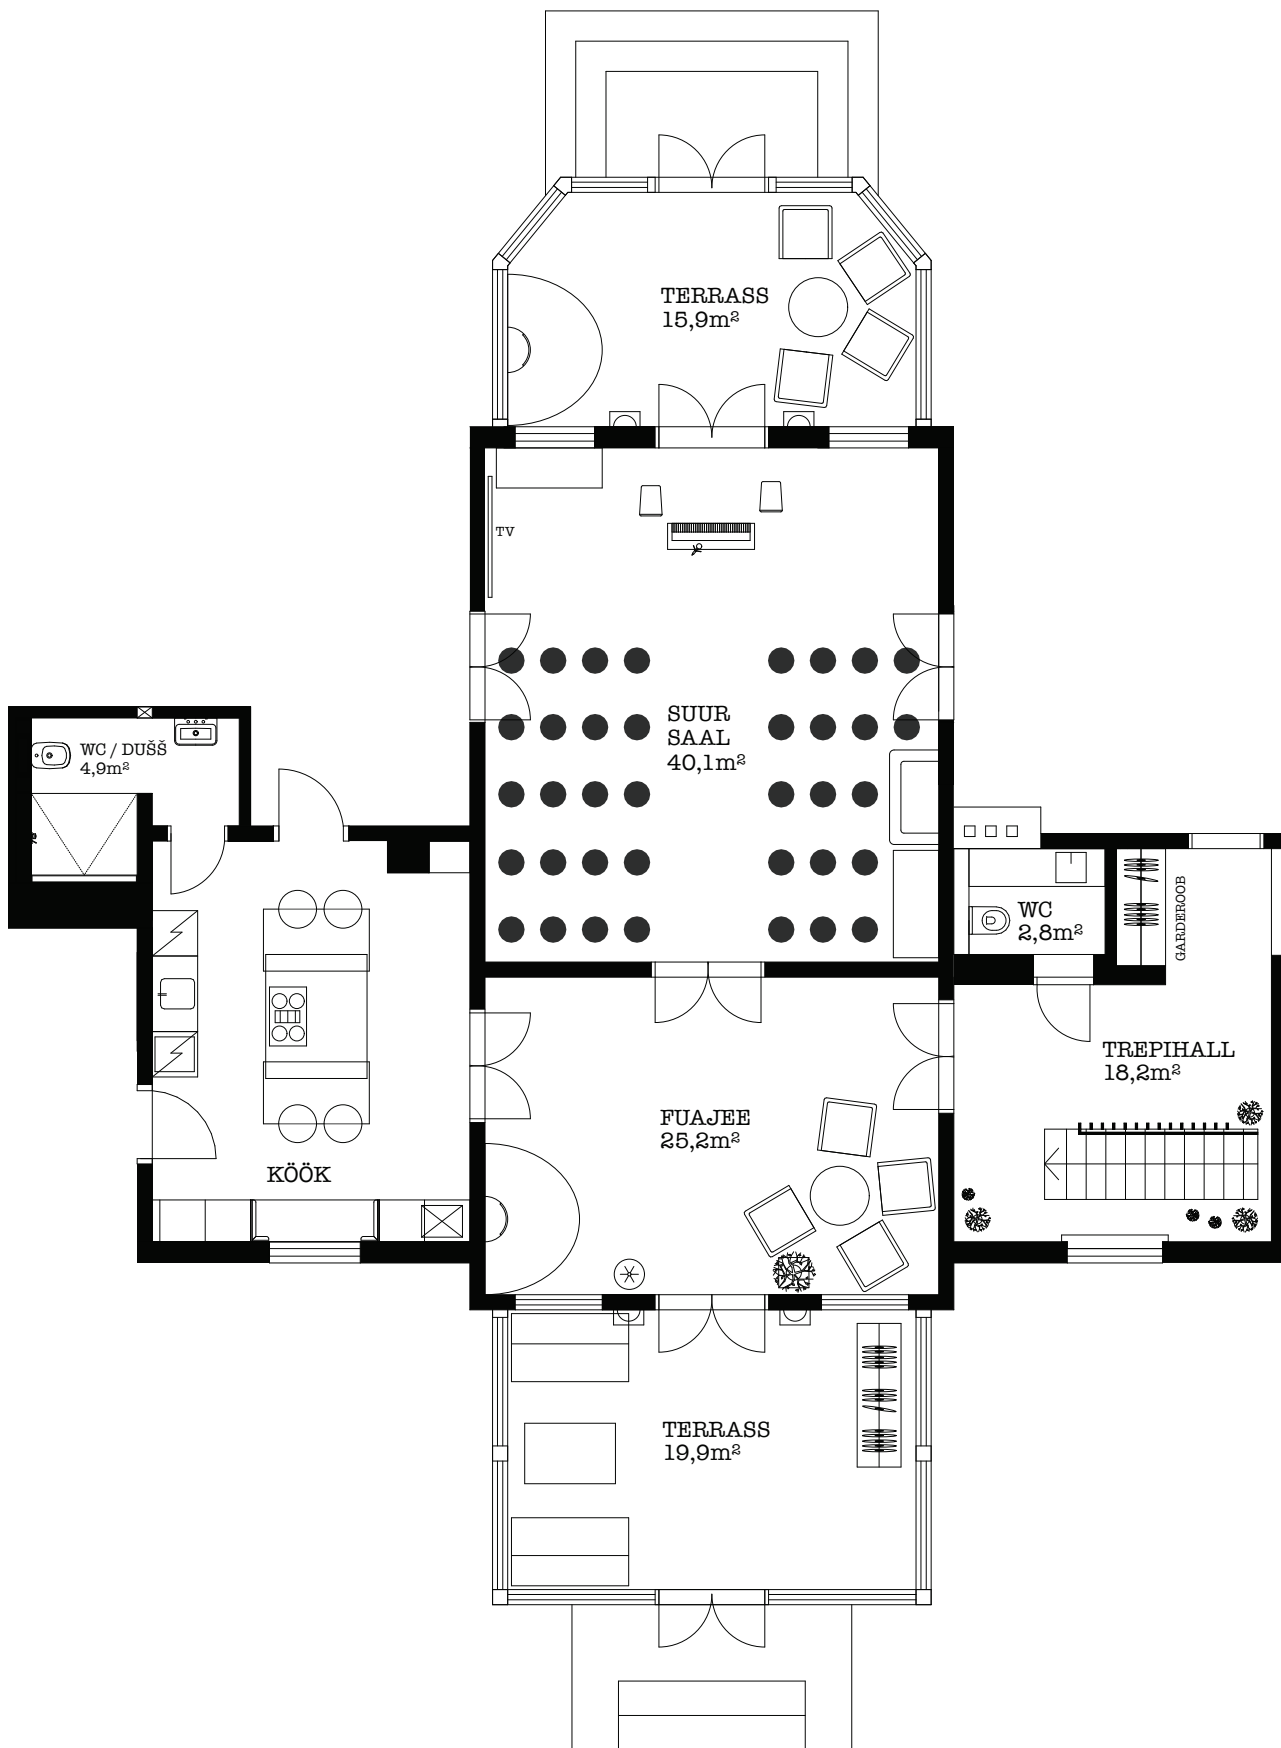 TERRASS
15,9m²
TV
SUUR
SAAL
40,1m²
WC / DUŠŠ
4,9m²
WC
2,8m²
GARDEROOB
TREPIHALL
18,2m²
FUAJEE
25,2m²
KÖÖK
TERRASS
19,9m²